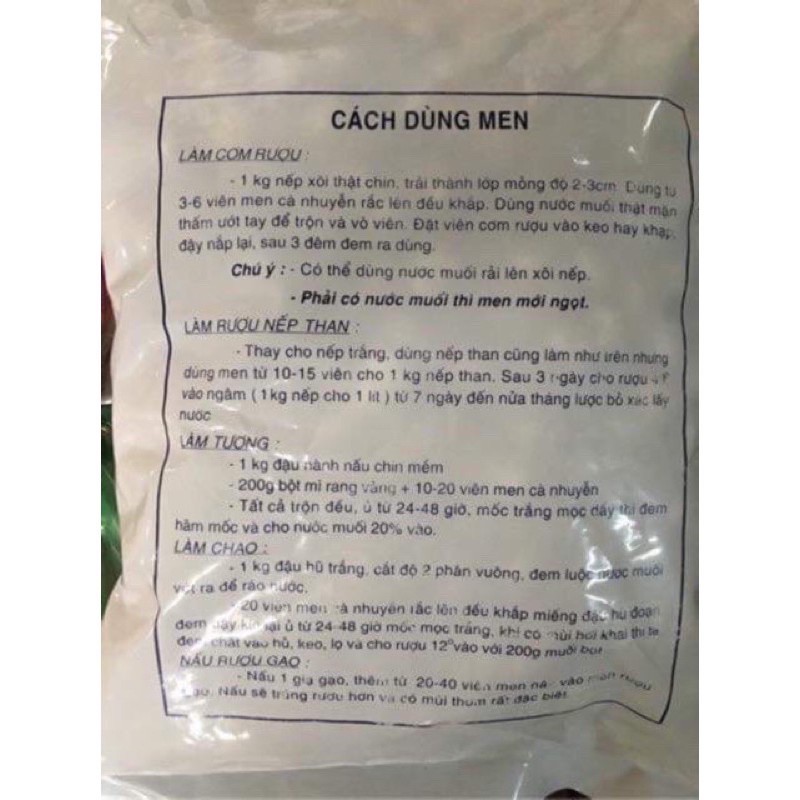 CÁCH DÙNG MEN
LÀM CƠM RƯỢU :
- 1 kg nếp xôi thật chín, trải thành lớp mỏng độ 2-3cm. Dùng từ
3-6 viên men cà nhuyễn rắc lên đều khắp. Dùng nước muối thật mặn
thấm ướt tay để trộn và vò viên. Đặt viên cơm rượu vào keo hay khạp,
đậy nắp lại, sau 3 đêm đem ra dùng.
Chú ý : - Có thể dùng nước muối rải lên xôi nếp.
- Phải có nước muối thì men mới ngọt.
LÀM RƯỢU NẾP THAN :
- Thay cho nếp trắng, dùng nếp than cũng làm như trên nhưng
dùng men từ 10-15 viên cho 1 kg nếp than. Sau 3 ngày cho rượu
vào ngâm ( 1kg nếp cho 1 lít ) từ 7 ngày đến nửa tháng lược bỏ xác lấy
nước
LÀM TƯƠNG :
- 1 kg đậu nành nấu chín mềm
- 200g bột mì rang vàng + 10-20 viên men cà nhuyễn
- Tất cả trộn đều, ủ từ 24-48 giờ, mốc trắng mọc dầy thì đem
hãm mốc và cho nước muối 20% vào.
LÀM CHAO :
- 1 kg đậu hũ trắng, cắt độ 2 phân vuông, đem luộc nước muối
vớt ra để ráo nước.
- 20 viên men cà nhuyễn rắc lên đều khắp miếng đậu hũ đoạn
đem đậy kín lại ủ từ 24-48 giờ mốc mọc trắng, khi có mùi hơi khai thì ta
đem chất vào hũ, keo, lọ và cho rượu 12° vào với 200g muối bọt
NẤU RƯỢU GẠO :
- Nấu 1 giạ gạo, thêm từ 20-40 viên men này vào men rượu
gạo. Nấu sẽ trúng rượu hơn và có mùi thơm rất đặc biệt.